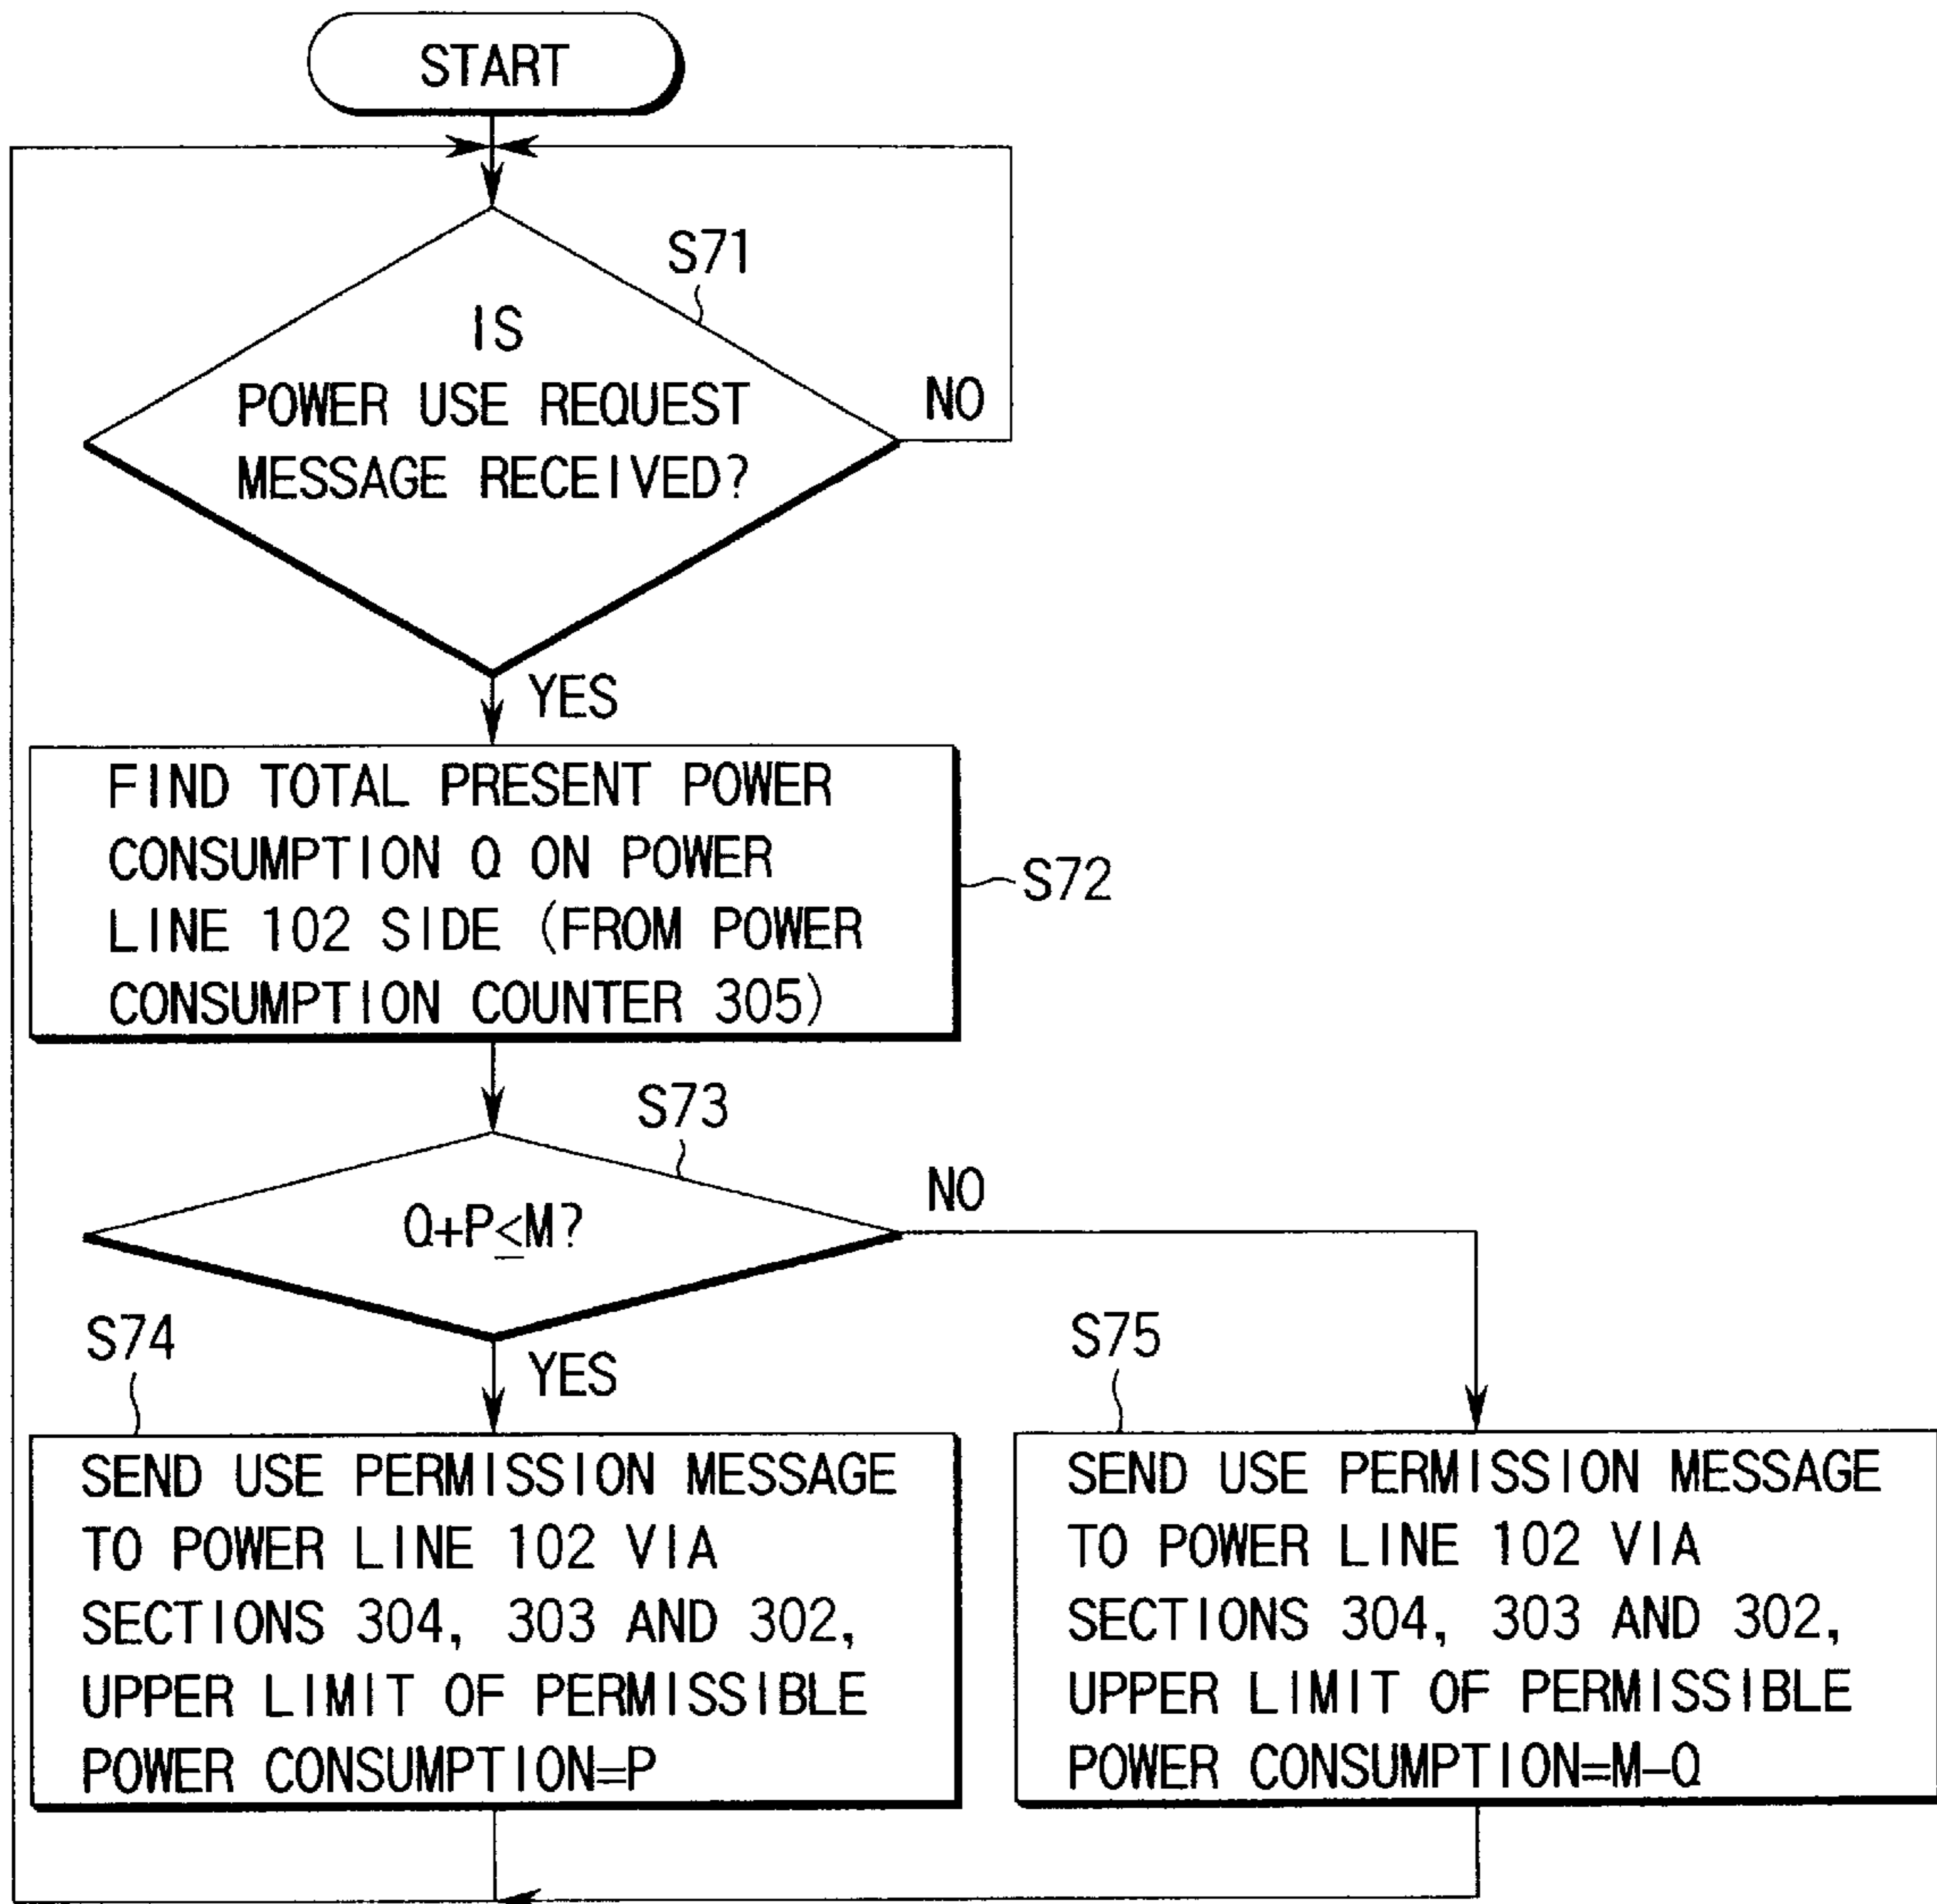 START
S71
IS
POWER USE REQUEST
MESSAGE RECEIVED?
NO
YES
FIND TOTAL PRESENT POWER
CONSUMPTION Q ON POWER
LINE 102 SIDE (FROM POWER
CONSUMPTION COUNTER 305)
S72
S73
Q+P≤M?
NO
YES
S74
SEND USE PERMISSION MESSAGE
TO POWER LINE 102 VIA
SECTIONS 304, 303 AND 302,
UPPER LIMIT OF PERMISSIBLE
POWER CONSUMPTION=P
S75
SEND USE PERMISSION MESSAGE
TO POWER LINE 102 VIA
SECTIONS 304, 303 AND 302,
UPPER LIMIT OF PERMISSIBLE
POWER CONSUMPTION=M-Q